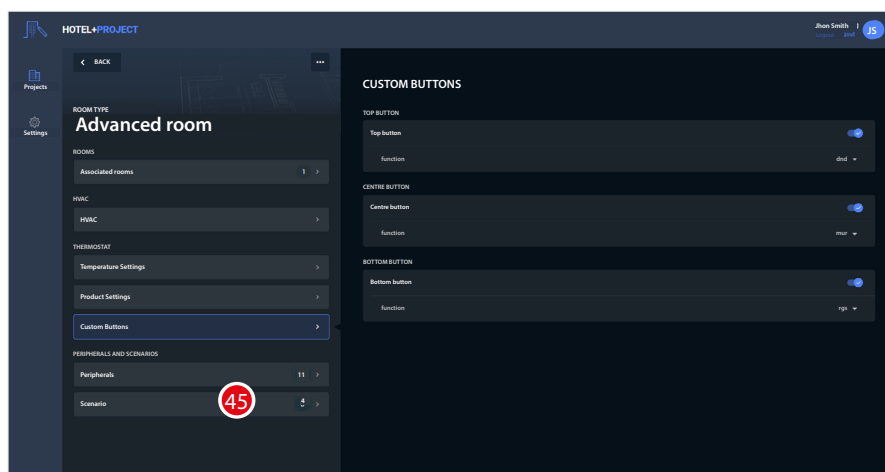 HOTEL+PROJECT
Jhon Smith
JS
Projects
Settings
BACK
ROOM TYPE
Advanced room
ROOMS
Associated rooms 1
HVAC
HVAC
THERMOSTAT
Temperature Settings
Product Settings
Custom Buttons
PERIPHERALS AND SCENARIOS
Peripherals 11
Scenario 45 4
CUSTOM BUTTONS
TOP BUTTON
Top button
function dnd
CENTRE BUTTON
Centre button
function mur
BOTTOM BUTTON
Bottom button
function rgs